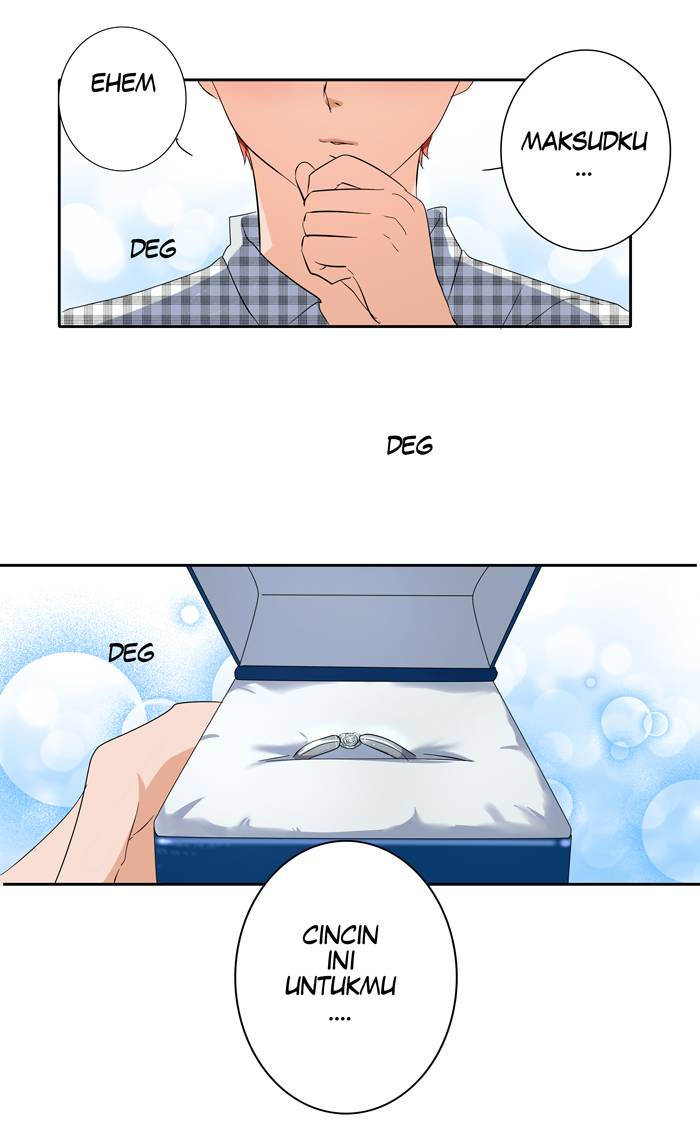 EHEM
MAKSUDKU
...
DEG
DEG
DEG
CINCIN
INI
UNTUKMU
....